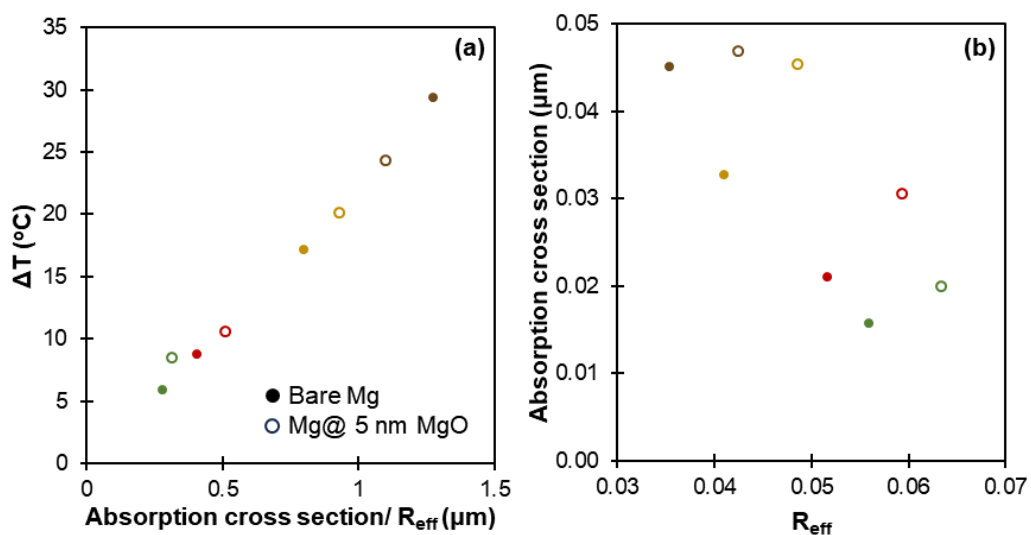 (a)
35
30
25
20
15
10
5
0
ΔT (°C)
0 0.5 1 1.5
Absorption cross section/ Reff (µm)
Bare Mg
Mg@ 5 nm MgO
(b)
0.05
0.04
0.03
0.02
0.01
0.00
Absorption cross section (µm)
0.03 0.04 0.05 0.06 0.07
Reff